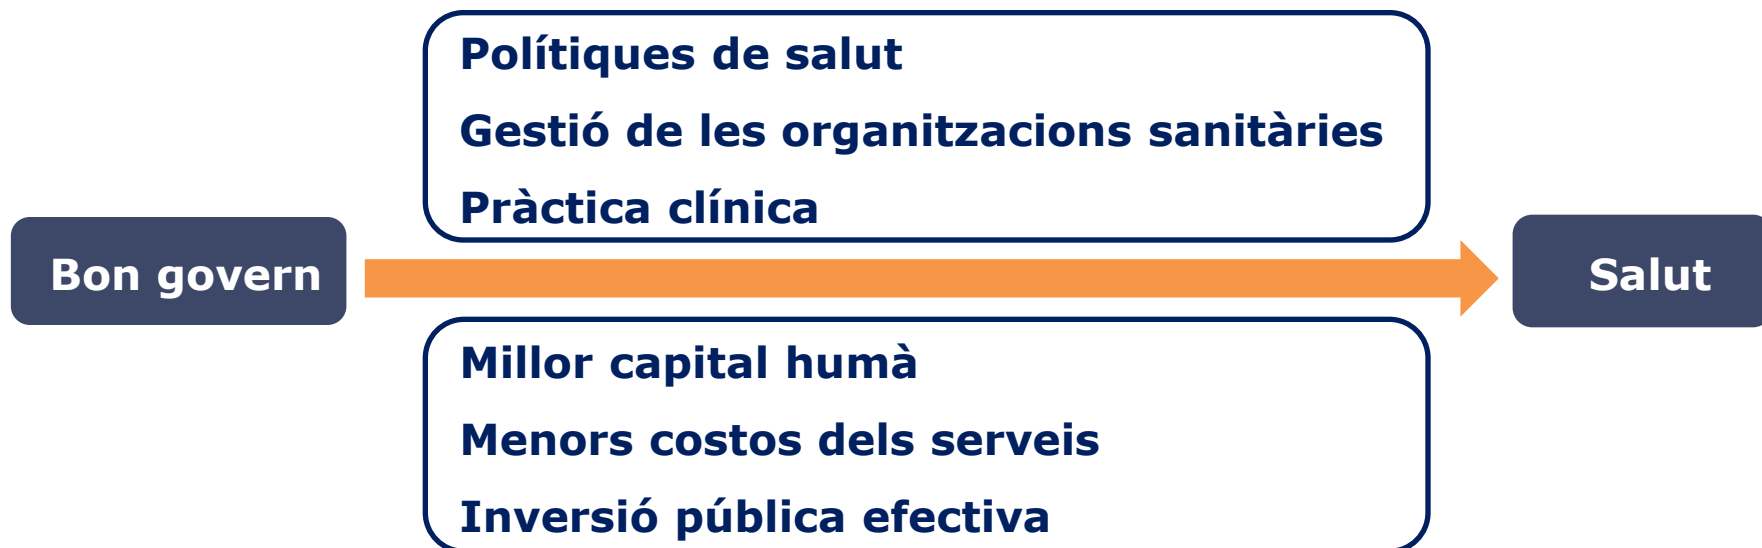 Polítiques de salut
Gestió de les organitzacions sanitàries
Pràctica clínica
Bon govern
Salut
Millor capital humà
Menors costos dels serveis
Inversió pública efectiva